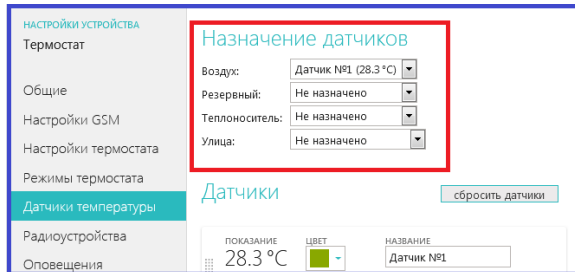 НАСТРОЙКИ УСТРОЙСТВА
Термостат
Общие
Настройки GSM
Настройки термостата
Режимы термостата
Датчики температуры
Радиоустройства
Оповещения
Назначение датчиков
Воздух: Датчик №1 (28.3 °C)
Резервный: Не назначено
Теплоноситель: Не назначено
Улица: Не назначено
Датчики сбросить датчики
ПОКАЗАНИЕ ЦВЕТ НАЗВАНИЕ
28.3 °C Датчик №1